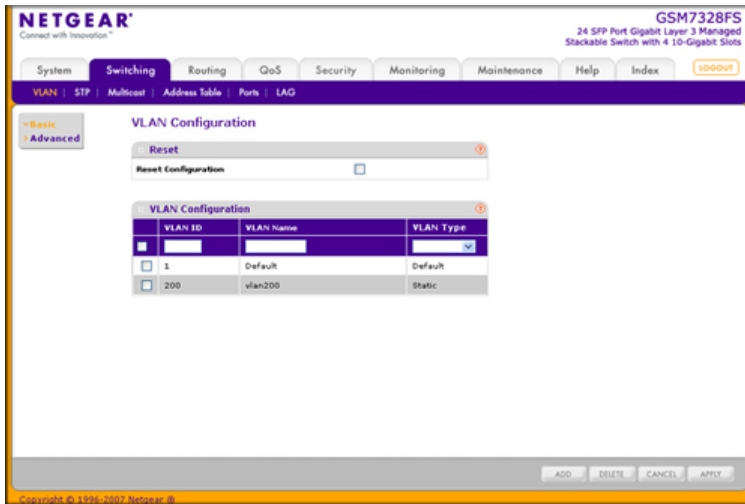 NETGEAR®
Connect with Innovation™
GSM7328FS
24 SFP Port Gigabit Layer 3 Managed
Stackable Switch with 4 10-Gigabit Slots
System Switching Routing QoS Security Monitoring Maintenance Help Index LOGOUT
VLAN | STP | Multicast | Address Table | Ports | LAG
Basic
Advanced
VLAN Configuration
Reset
Reset Configuration
VLAN Configuration
VLAN ID VLAN Name VLAN Type
1 Default Default
200 vlan200 Static
ADD DELETE CANCEL APPLY
Copyright © 1996-2007 Netgear ®